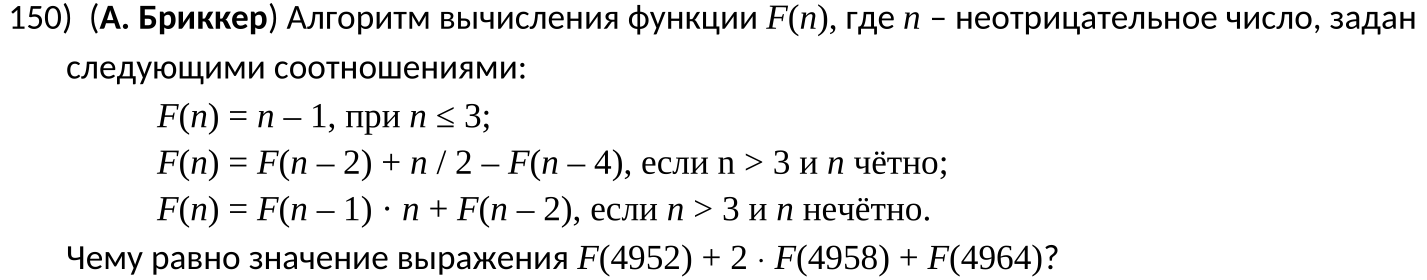 150) (А. Бриккер) Алгоритм вычисления функции F(n), где n – неотрицательное число, задан
следующими соотношениями:
F(n) = n – 1, при n ≤ 3;
F(n) = F(n – 2) + n / 2 – F(n – 4), если n > 3 и n чётно;
F(n) = F(n – 1) · n + F(n – 2), если n > 3 и n нечётно.
Чему равно значение выражения F(4952) + 2 · F(4958) + F(4964)?